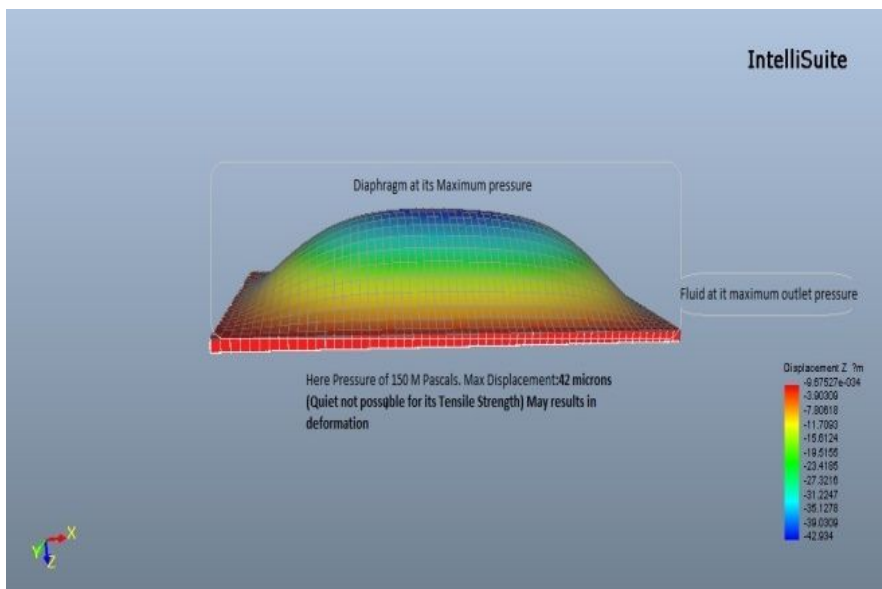 IntelliSuite
Diaphragm at its Maximum pressure
Fluid at it maximum outlet pressure
Here Pressure of 150 M Pascals. Max Displacement:42 microns
(Quiet not possible for its Tensile Strength) May results in
deformation
Displacement Z ?m
-9.67527e-034
-3.90309
-7.80618
-11.7093
-15.6124
-19.5155
-23.4185
-27.3216
-31.2247
-35.1278
-39.0309
-42.934
X
Y
Z